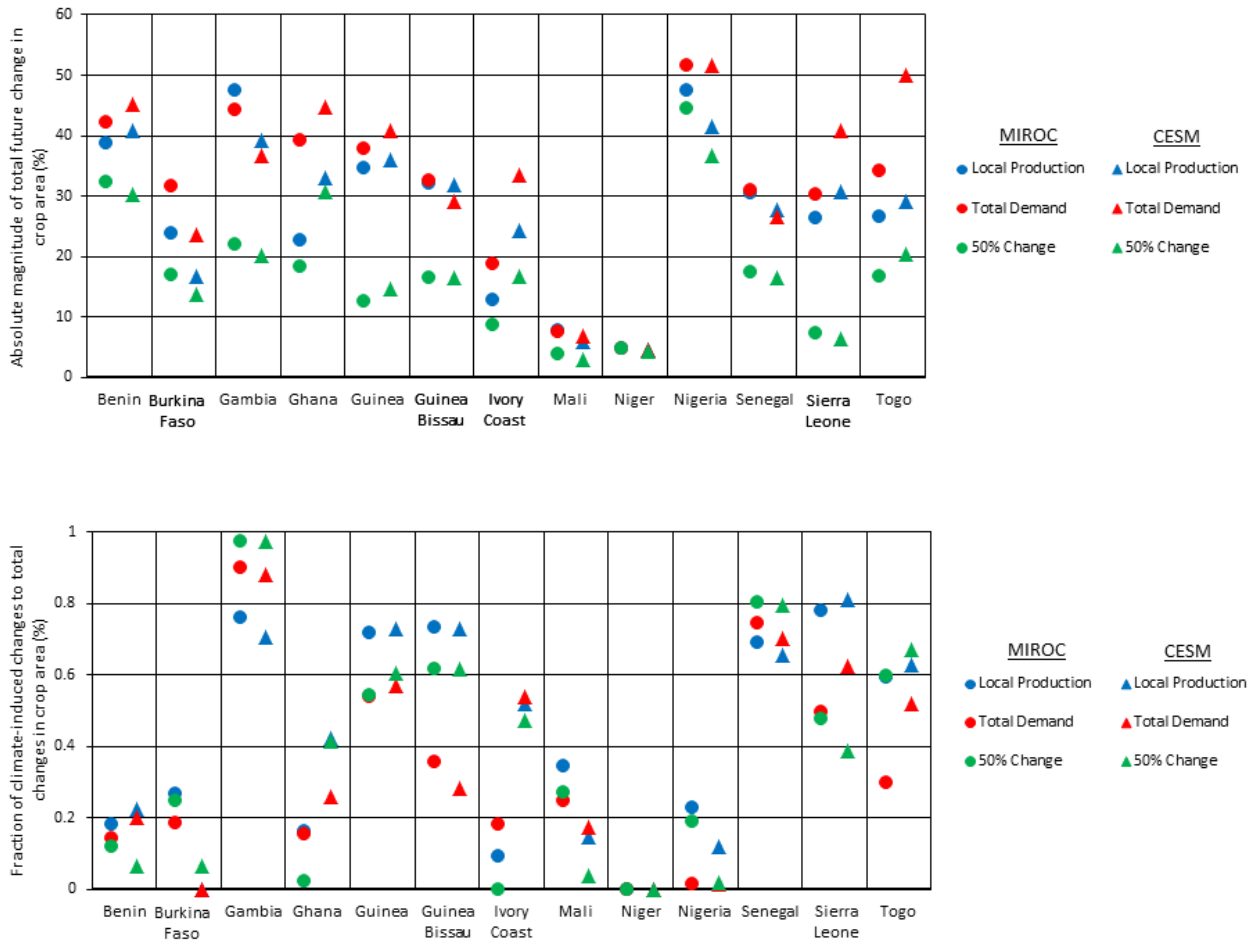 Absolute magnitude of total future change in
crop area (%)
60
50
40
30
20
10
0
Benin Burkina Gambia Ghana Guinea Guinea Ivory Mali Niger Nigeria Senegal Sierra Togo
Faso Bissau Coast Leone
MIROC CESM
Local Production Local Production
Total Demand Total Demand
50% Change 50% Change
Fraction of climate-induced changes to total
changes in crop area (%)
1
0.8
0.6
0.4
0.2
0
Benin Burkina Gambia Ghana Guinea Guinea Ivory Mali Niger Nigeria Senegal Sierra Togo
Faso Bissau Coast Leone
MIROC CESM
Local Production Local Production
Total Demand Total Demand
50% Change 50% Change